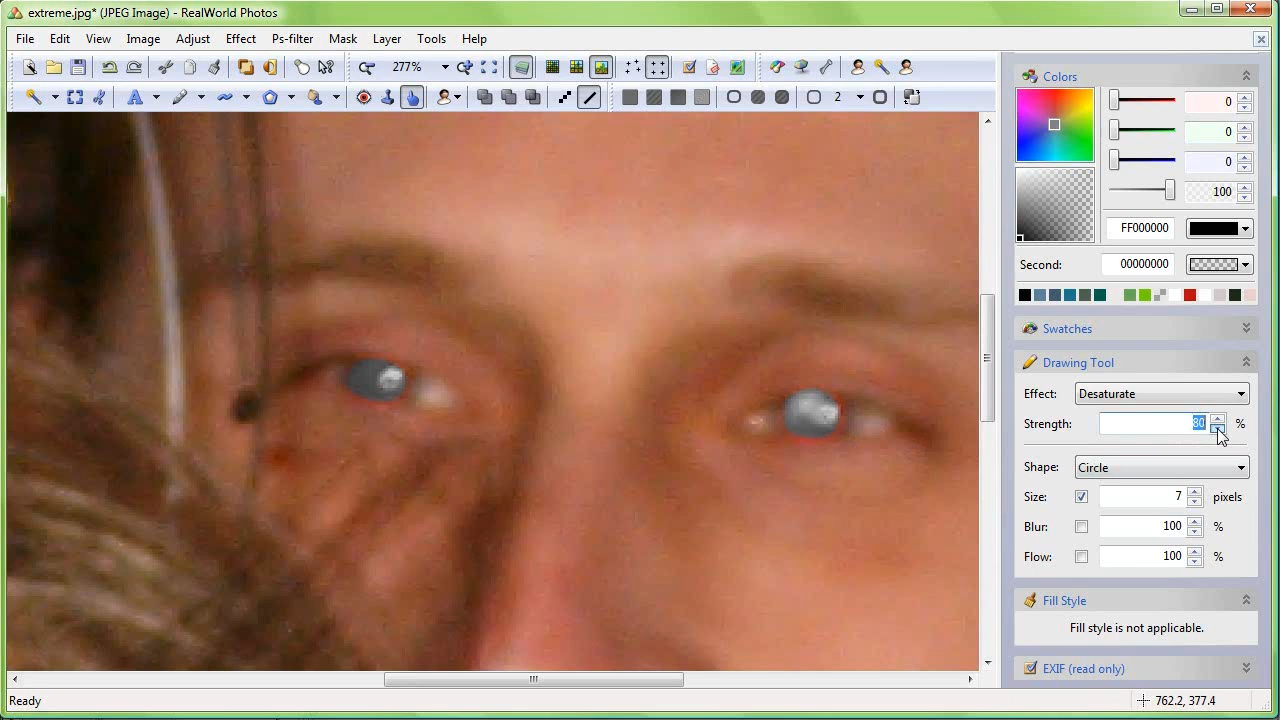 extreme.jpg* (JPEG Image) - RealWorld Photos
File Edit View Image Adjust Effect Ps-filter Mask Layer Tools Help
277%
A 2
Colors
0
0
0
100
FF000000
Second: 00000000
Swatches
Drawing Tool
Effect: Desaturate
Strength: 80 %
Shape: Circle
Size: 7 pixels
Blur: 100 %
Flow: 100 %
Fill Style
Fill style is not applicable.
EXIF (read only)
Ready 762.2, 377.4